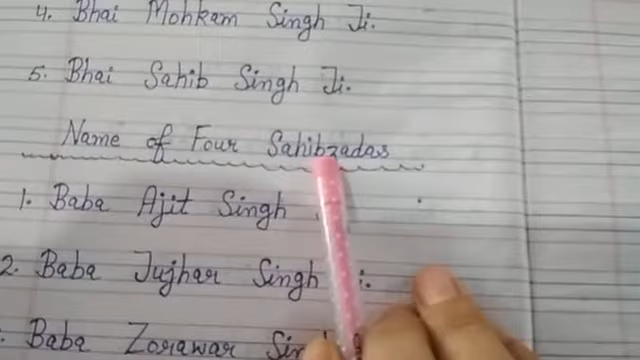 4. Bhai Mohkam Singh Ji.
5. Bhai Sahib Singh Ji.
Name of Four Sahibzadas
1. Baba Ajit Singh
2. Baba Jujhar Singh
Baba Zorawar